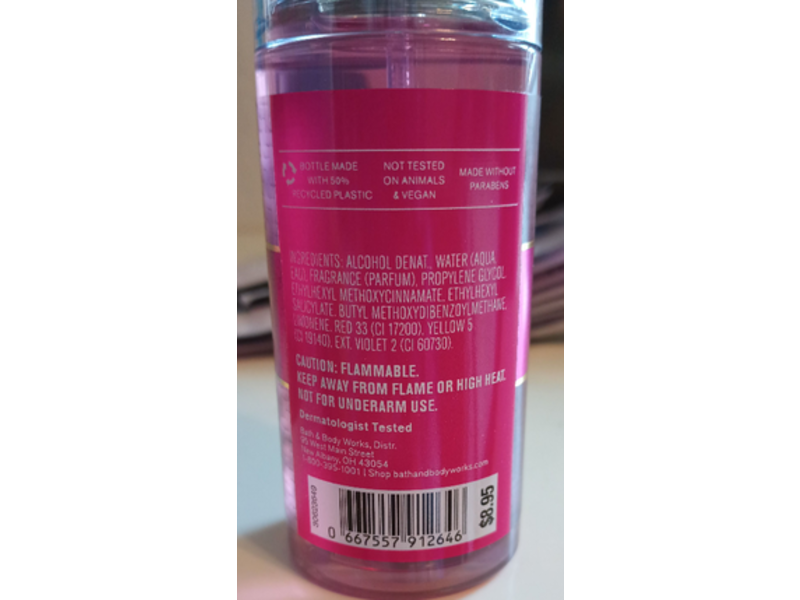 BOTTLE MADE
WITH 50%
RECYCLED PLASTIC
NOT TESTED
ON ANIMALS
& VEGAN
MADE WITHOUT
PARABENS
INGREDIENTS: ALCOHOL DENAT., WATER (AQUA,
EAU), FRAGRANCE (PARFUM), PROPYLENE GLYCOL,
ETHYLHEXYL METHOXYCINNAMATE, ETHYLHEXYL
SALICYLATE, BUTYL METHOXYDIBENZOYLMETHANE,
LIMONENE, RED 33 (CI 17200), YELLOW 5
(CI 19140), EXT. VIOLET 2 (CI 60730).
CAUTION: FLAMMABLE.
KEEP AWAY FROM FLAME OR HIGH HEAT.
NOT FOR UNDERARM USE.
Dermatologist Tested
Bath & Body Works, Distr.
95 West Main Street
New Albany, OH 43054
1-800-395-1001 | Shop bathandbodyworks.com
$8.95
0 667557 912646